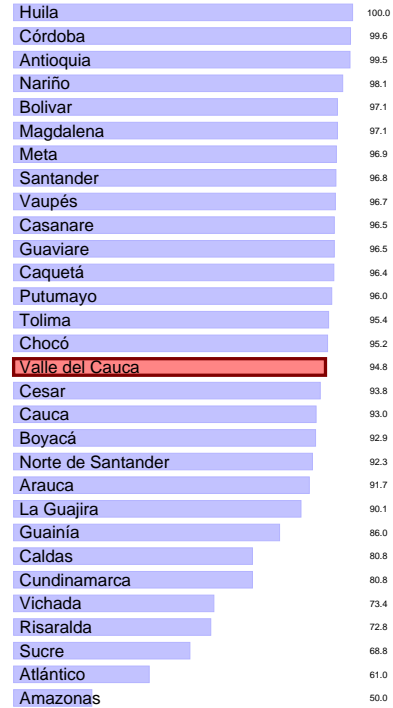 Huila 100.0
Córdoba 99.6
Antioquia 99.5
Nariño 98.1
Bolivar 97.1
Magdalena 97.1
Meta 96.9
Santander 96.8
Vaupés 96.7
Casanare 96.5
Guaviare 96.5
Caquetá 96.4
Putumayo 96.0
Tolima 95.4
Chocó 95.2
Valle del Cauca 94.8
Cesar 93.8
Cauca 93.0
Boyacá 92.9
Norte de Santander 92.3
Arauca 91.7
La Guajira 90.1
Guainía 86.0
Caldas 80.8
Cundinamarca 80.8
Vichada 73.4
Risaralda 72.8
Sucre 68.8
Atlántico 61.0
Amazonas 50.0